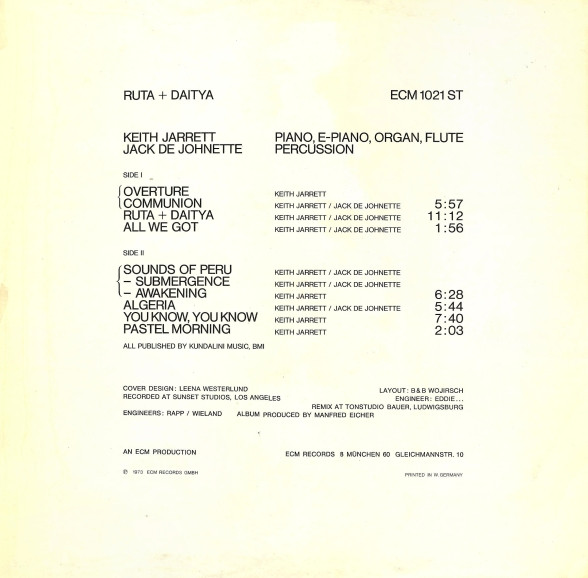 RUTA + DAITYA ECM 1021 ST
KEITH JARRETT PIANO, E-PIANO, ORGAN, FLUTE
JACK DE JOHNETTE PERCUSSION
SIDE I
OVERTURE KEITH JARRETT
COMMUNION KEITH JARRETT / JACK DE JOHNETTE 5:57
RUTA + DAITYA KEITH JARRETT / JACK DE JOHNETTE 11:12
ALL WE GOT KEITH JARRETT / JACK DE JOHNETTE 1:56
SIDE II
SOUNDS OF PERU KEITH JARRETT / JACK DE JOHNETTE
– SUBMERGENCE KEITH JARRETT / JACK DE JOHNETTE
– AWAKENING KEITH JARRETT 6:28
ALGERIA KEITH JARRETT / JACK DE JOHNETTE 5:44
YOU KNOW, YOU KNOW KEITH JARRETT 7:40
PASTEL MORNING KEITH JARRETT 2:03
ALL PUBLISHED BY KUNDALINI MUSIC, BMI
COVER DESIGN: LEENA WESTERLUND LAYOUT: B & B WOJIRSCH
RECORDED AT SUNSET STUDIOS, LOS ANGELES ENGINEER: EDDIE...
REMIX AT TONSTUDIO BAUER, LUDWIGSBURG
ENGINEERS: RAPP / WIELAND ALBUM PRODUCED BY MANFRED EICHER
AN ECM PRODUCTION ECM RECORDS 8 MÜNCHEN 60 GLEICHMANNSTR. 10
℗ 1973 ECM RECORDS GMBH PRINTED IN W. GERMANY